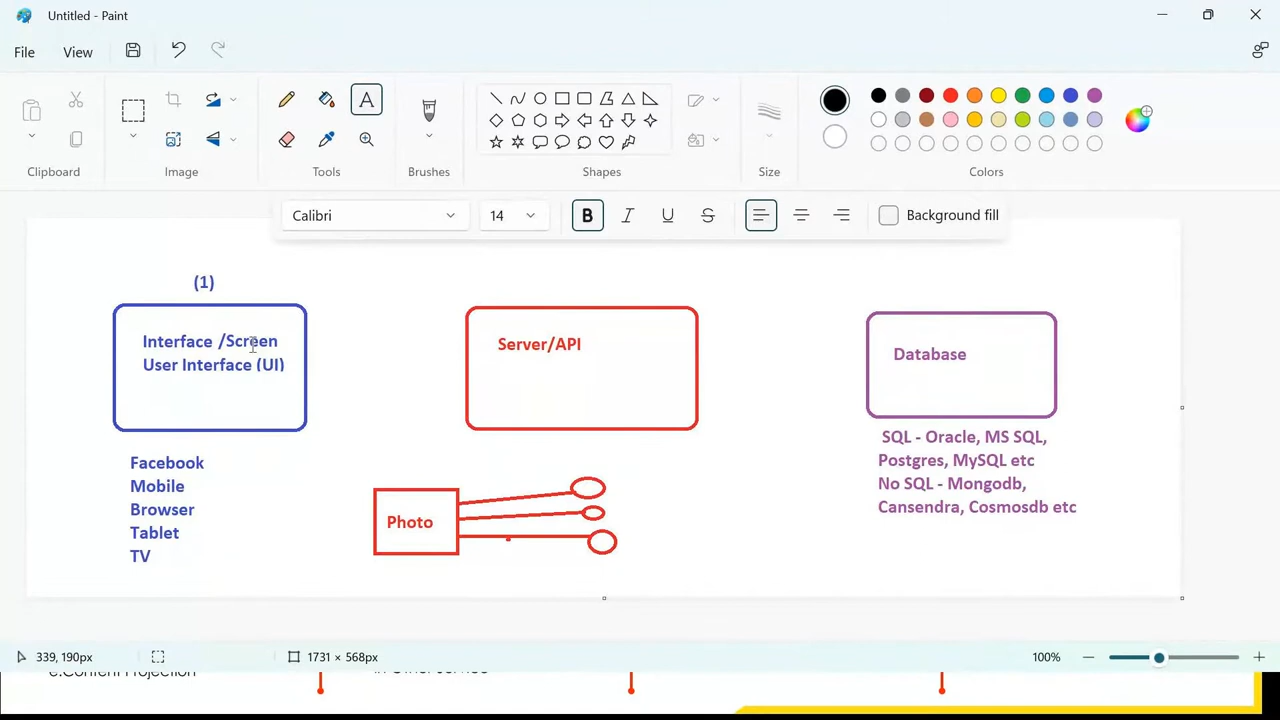 Untitled - Paint
File View
Clipboard
Image
Tools
Brushes
Shapes
Size
Colors
Calibri 14 B I U S Background fill
(1)
Interface /Screen
User Interface (UI)
Server/API
Database
Facebook
Mobile
Browser
Tablet
TV
Photo
SQL - Oracle, MS SQL,
Postgres, MySQL etc
No SQL - Mongodb,
Cansendra, Cosmosdb etc
339, 190px 1731 × 568px 100%
e.Content Projection